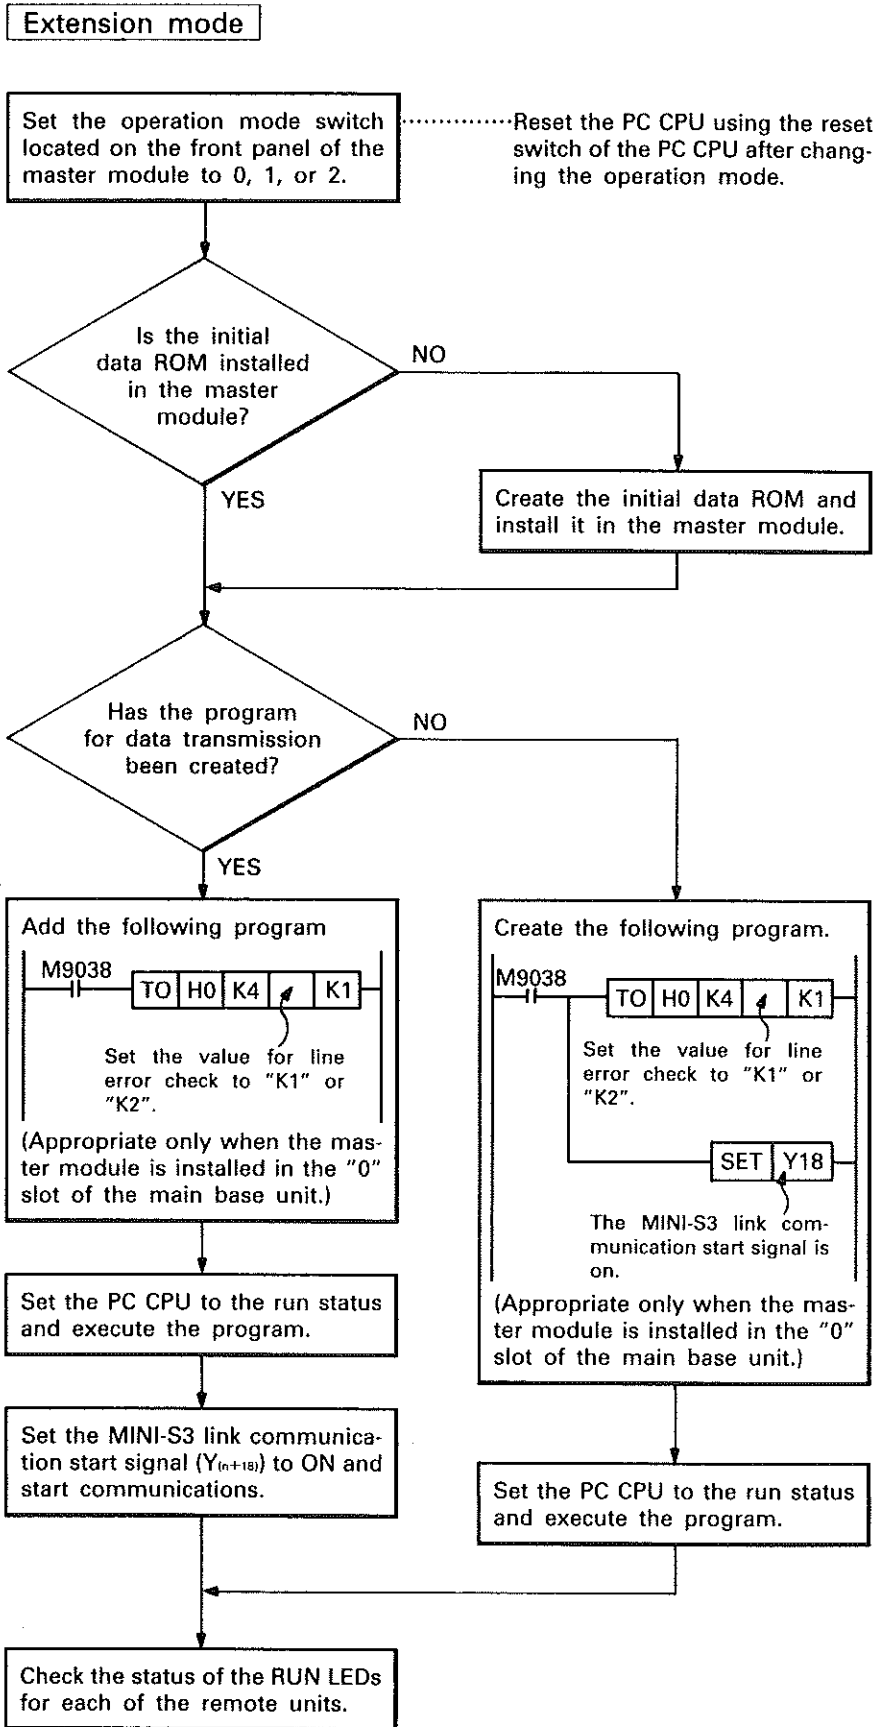 Extension mode
Set the operation mode switch
located on the front panel of the
master module to 0, 1, or 2.
Reset the PC CPU using the reset
switch of the PC CPU after chang-
ing the operation mode.
Is the initial
data ROM installed
in the master
module?
NO
YES
Create the initial data ROM and
install it in the master module.
Has the program
for data transmission
been created?
NO
YES
Add the following program
M9038
TO H0 K4 K1
Set the value for line
error check to "K1" or
"K2".
(Appropriate only when the mas-
ter module is installed in the "0"
slot of the main base unit.)
Set the PC CPU to the run status
and execute the program.
Set the MINI-S3 link communica-
tion start signal (Y(n+18)) to ON and
start communications.
Create the following program.
M9038
TO H0 K4 K1
Set the value for line
error check to "K1" or
"K2".
SET Y18
The MINI-S3 link com-
munication start signal is
on.
(Appropriate only when the mas-
ter module is installed in the "0"
slot of the main base unit.)
Set the PC CPU to the run status
and execute the program.
Check the status of the RUN LEDs
for each of the remote units.